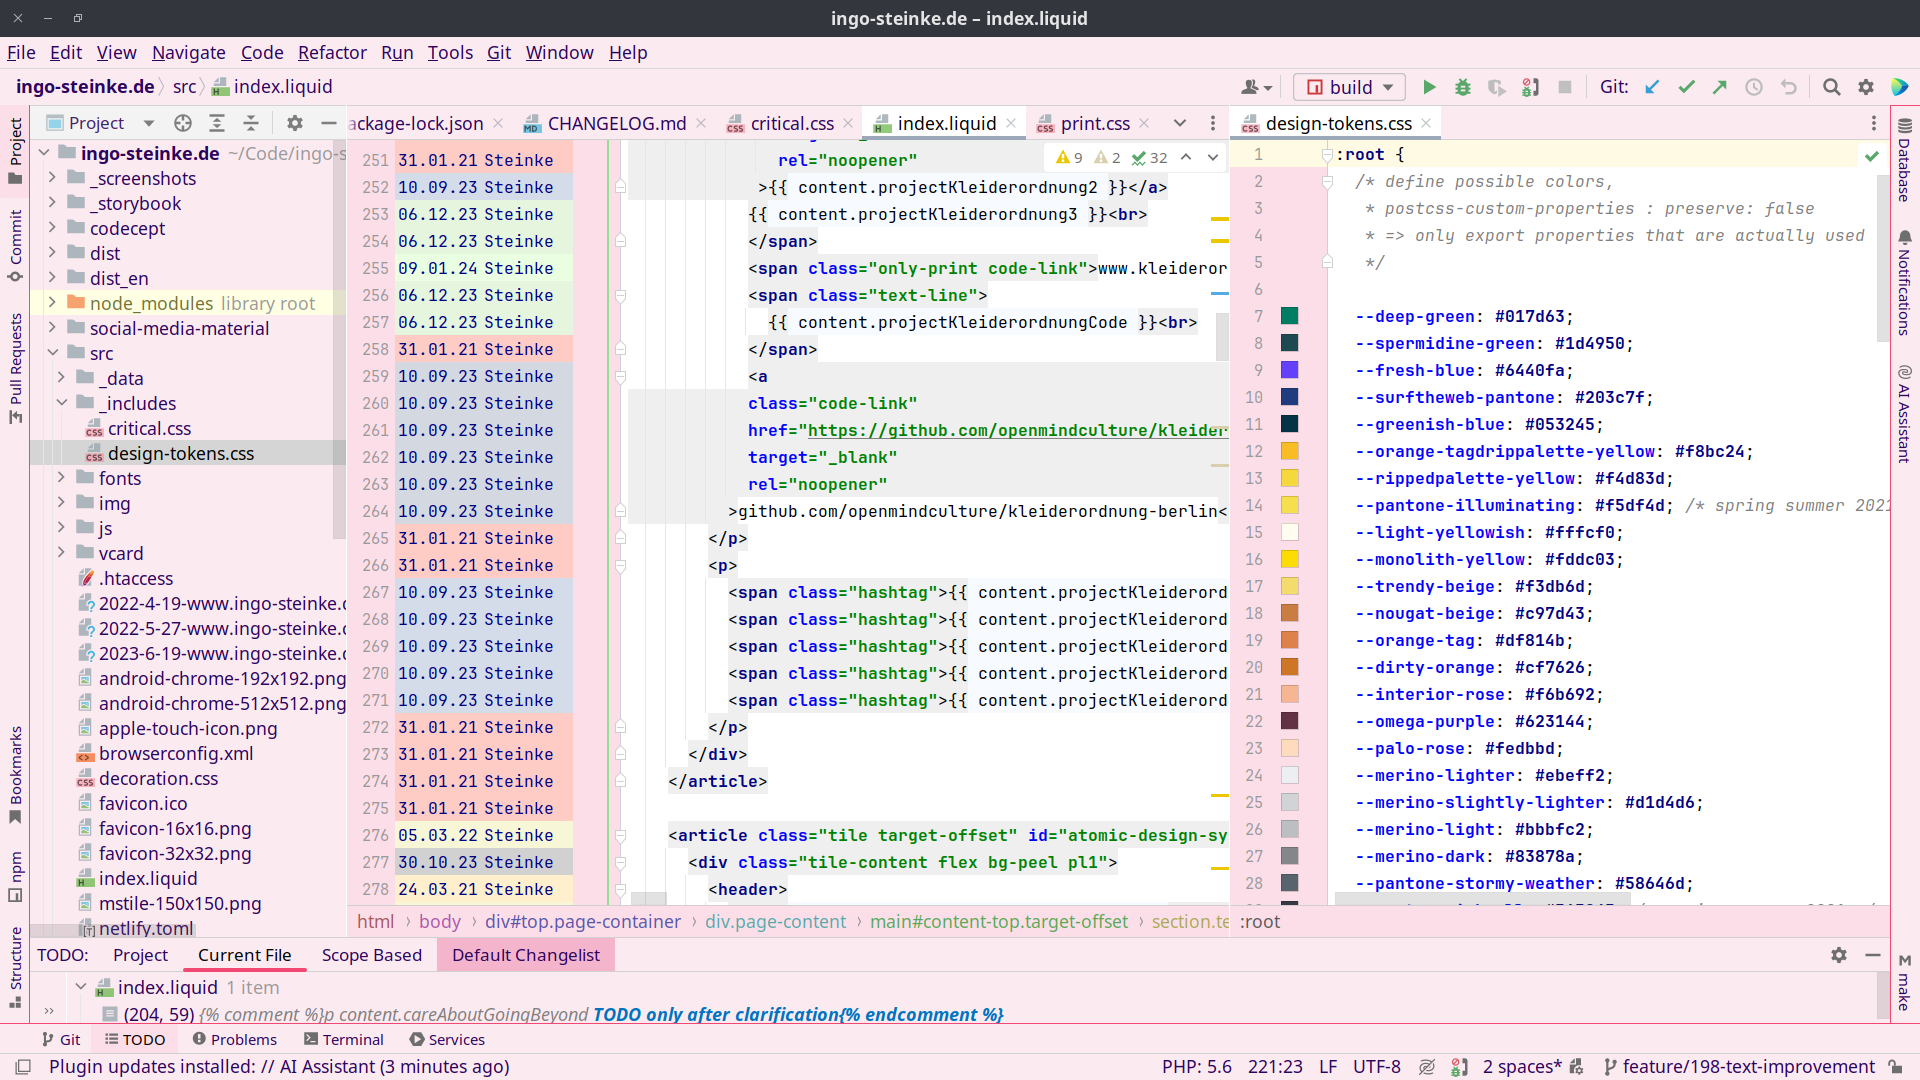 ingo-steinke.de – index.liquid
File Edit View Navigate Code Refactor Run Tools Git Window Help
ingo-steinke.de src index.liquid
build
Git:
Project
Commit
Pull Requests
Bookmarks
npm
Structure
Project
ingo-steinke.de ~/Code/ingo-s
_screenshots
_storybook
codecept
dist
dist_en
node_modules library root
social-media-material
src
_data
_includes
critical.css
design-tokens.css
fonts
img
js
vcard
.htaccess
2022-4-19-www.ingo-steinke.c
2022-5-27-www.ingo-steinke.c
2023-6-19-www.ingo-steinke.c
android-chrome-192x192.png
android-chrome-512x512.png
apple-touch-icon.png
browserconfig.xml
decoration.css
favicon.ico
favicon-16x16.png
favicon-32x32.png
index.liquid
mstile-150x150.png
netlify.toml
ackage-lock.json CHANGELOG.md critical.css index.liquid print.css
9 2 32
251 31.01.21 Steinke rel="noopener"
252 10.09.23 Steinke >{{ content.projectKleiderordnung2 }}</a>
253 06.12.23 Steinke {{ content.projectKleiderordnung3 }}<br>
254 06.12.23 Steinke </span>
255 09.01.24 Steinke <span class="only-print code-link">www.kleideror
256 06.12.23 Steinke <span class="text-line">
257 06.12.23 Steinke {{ content.projectKleiderordnungCode }}<br>
258 31.01.21 Steinke </span>
259 10.09.23 Steinke <a
260 10.09.23 Steinke class="code-link"
261 10.09.23 Steinke href="https://github.com/openmindculture/kleider
262 10.09.23 Steinke target="_blank"
263 10.09.23 Steinke rel="noopener"
264 10.09.23 Steinke >github.com/openmindculture/kleiderordnung-berlin<
265 31.01.21 Steinke </p>
266 31.01.21 Steinke <p>
267 10.09.23 Steinke <span class="hashtag">{{ content.projectKleiderord
268 10.09.23 Steinke <span class="hashtag">{{ content.projectKleiderord
269 10.09.23 Steinke <span class="hashtag">{{ content.projectKleiderord
270 10.09.23 Steinke <span class="hashtag">{{ content.projectKleiderord
271 10.09.23 Steinke <span class="hashtag">{{ content.projectKleiderord
272 31.01.21 Steinke </p>
273 31.01.21 Steinke </div>
274 31.01.21 Steinke </article>
275 31.01.21 Steinke
276 05.03.22 Steinke <article class="tile target-offset" id="atomic-design-sy
277 30.10.23 Steinke <div class="tile-content flex bg-peel pl1">
278 24.03.21 Steinke <header>
html › body › div#top.page-container › div.page-content › main#content-top.target-offset › section.te
design-tokens.css
1 :root {
2 /* define possible colors,
3 * postcss-custom-properties : preserve: false
4 * => only export properties that are actually used
5 */
6
7 --deep-green: #017d63;
8 --spermidine-green: #1d4950;
9 --fresh-blue: #6440fa;
10 --surftheweb-pantone: #203c7f;
11 --greenish-blue: #053245;
12 --orange-tagdrippalette-yellow: #f8bc24;
13 --rippedpalette-yellow: #f4d83d;
14 --pantone-illuminating: #f5df4d; /* spring summer 2021
15 --light-yellowish: #fffcf0;
16 --monolith-yellow: #fddc03;
17 --trendy-beige: #f3db6d;
18 --nougat-beige: #c97d43;
19 --orange-tag: #df814b;
20 --dirty-orange: #cf7626;
21 --interior-rose: #f6b692;
22 --omega-purple: #623144;
23 --palo-rose: #fedbbd;
24 --merino-lighter: #ebeff2;
25 --merino-slightly-lighter: #d1d4d6;
26 --merino-light: #bbbfc2;
27 --merino-dark: #83878a;
28 --pantone-stormy-weather: #58646d;
:root
Database
Notifications
AI Assistant
make
TODO: Project Current File Scope Based Default Changelist
index.liquid 1 item
(204, 59) {% comment %}p content.careAboutGoingBeyond TODO only after clarification{% endcomment %}
Git TODO Problems Terminal Services
Plugin updates installed: // AI Assistant (3 minutes ago) PHP: 5.6 221:23 LF UTF-8 2 spaces* feature/198-text-improvement